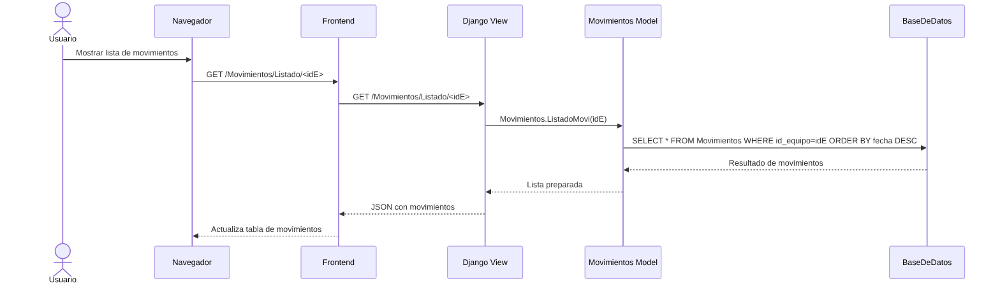 Usuario
Navegador
Frontend
Django View
Movimientos Model
BaseDeDatos
Mostrar lista de movimientos
GET /Movimientos/Listado/<idE>
GET /Movimientos/Listado/<idE>
Movimientos.ListadoMovi(idE)
SELECT * FROM Movimientos WHERE id_equipo=idE ORDER BY fecha DESC
Resultado de movimientos
Lista preparada
JSON con movimientos
Actualiza tabla de movimientos
Usuario
Navegador
Frontend
Django View
Movimientos Model
BaseDeDatos